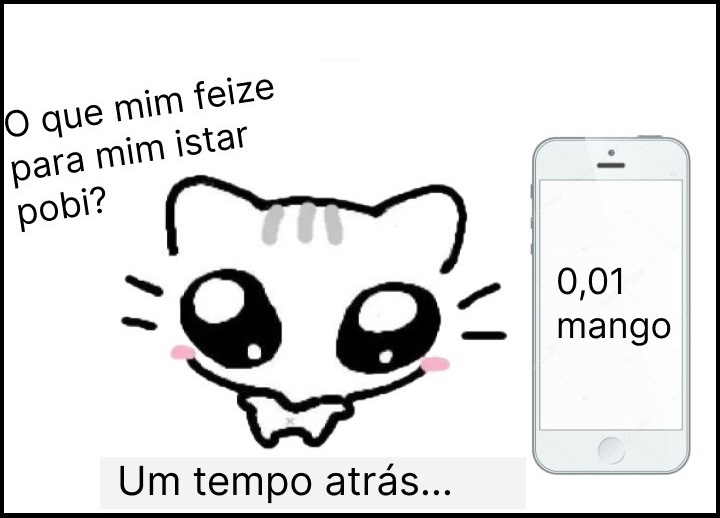 O que mim feize
para mim istar
pobi?
0,01
mango
Um tempo atrás...